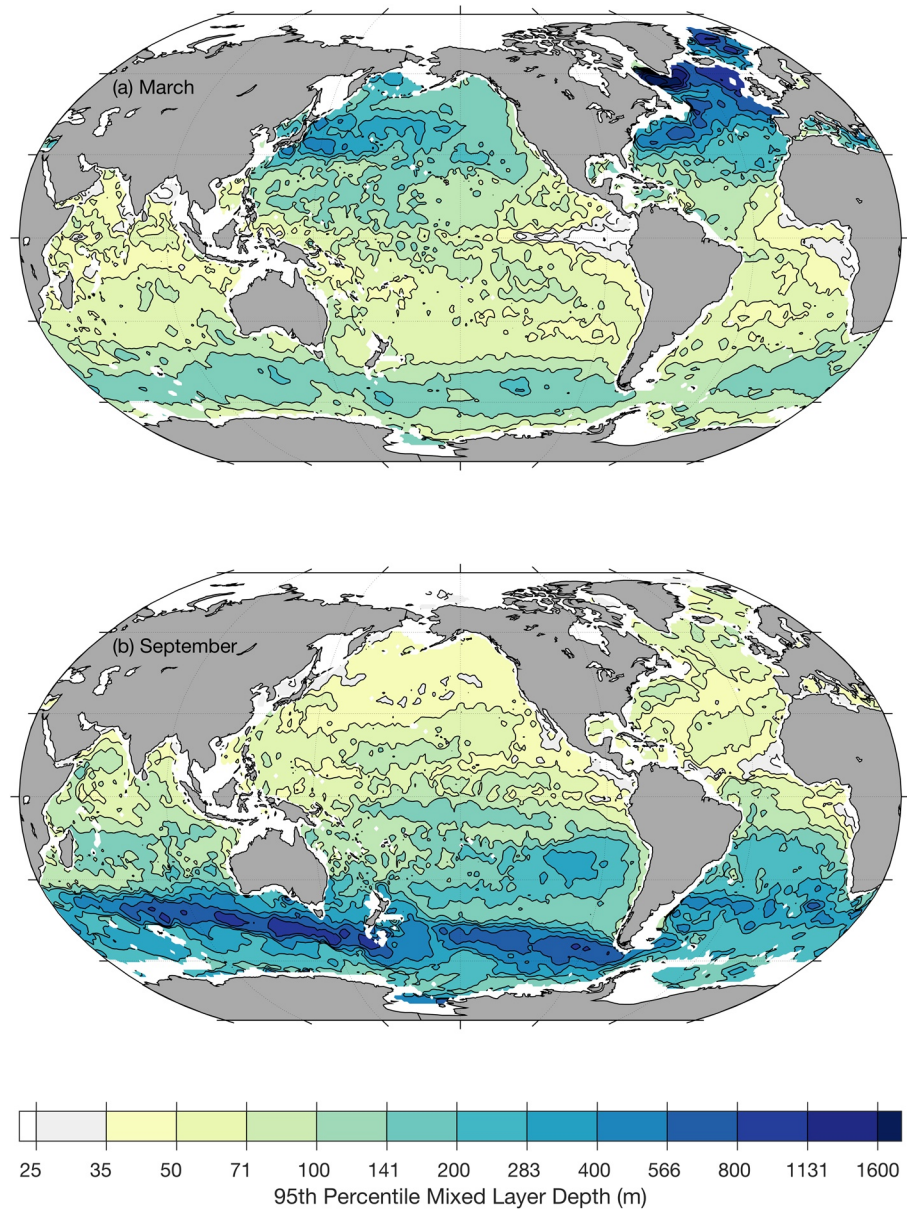 (a) March
(b) September
25 35 50 71 100 141 200 283 400 566 800 1131 1600
95th Percentile Mixed Layer Depth (m)